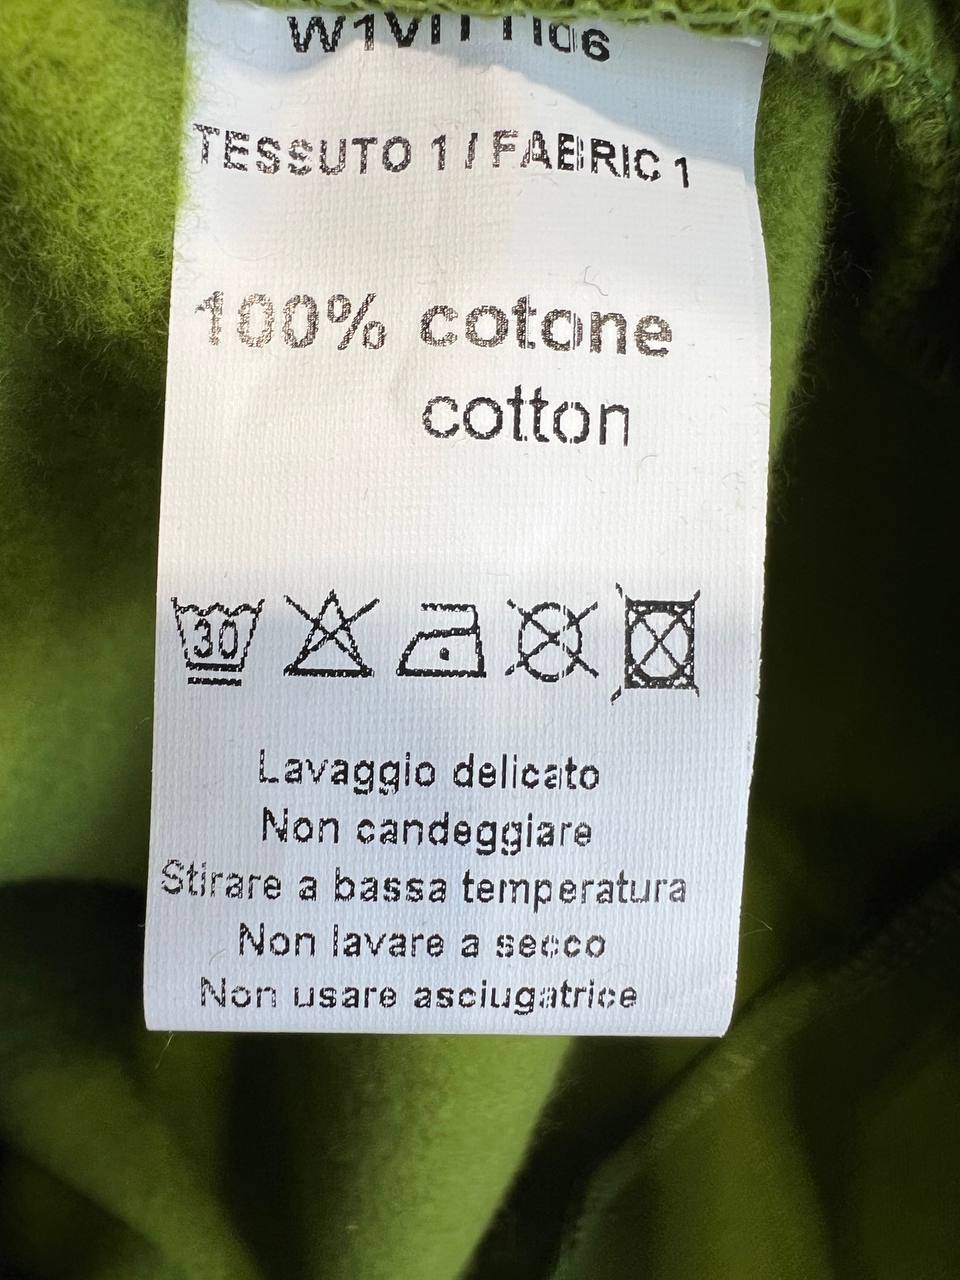 TESSUTO 1 / FABRIC 1
100% cotone
cotton
30
Lavaggio delicato
Non candeggiare
Stirare a bassa temperatura
Non lavare a secco
Non usare asciugatrice